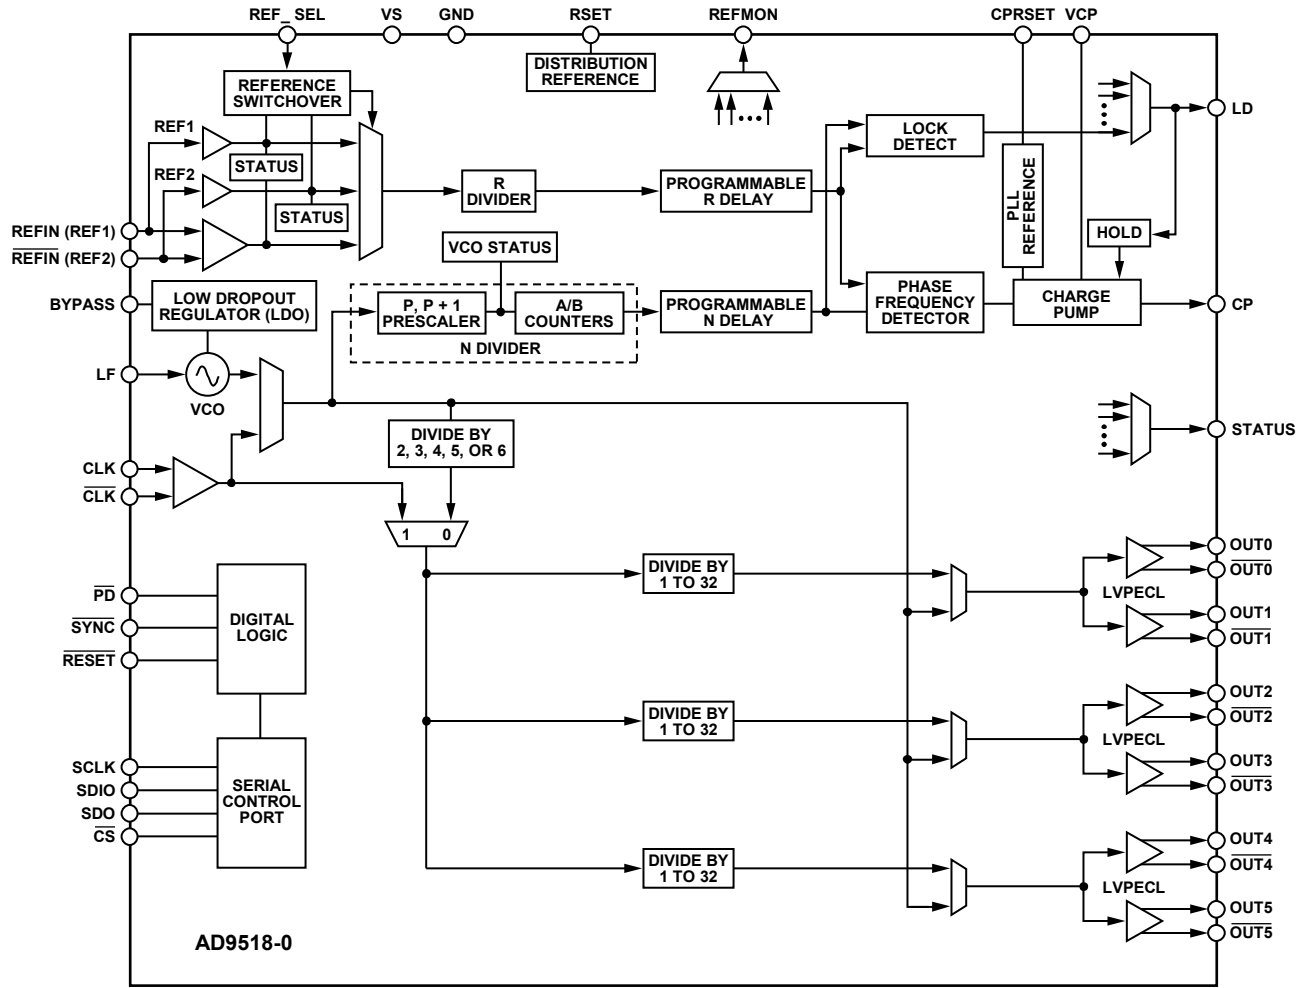 REF_ SEL
VS
GND
RSET
REFMON
CPRSET
VCP
DISTRIBUTION
REFERENCE
REFERENCE
SWITCHOVER
REF1
STATUS
REF2
STATUS
R
DIVIDER
PROGRAMMABLE
R DELAY
LOCK
DETECT
LD
PLL
REFERENCE
HOLD
REFIN (REF1)
REFIN (REF2)
BYPASS
LOW DROPOUT
REGULATOR (LDO)
VCO STATUS
P, P + 1
PRESCALER
A/B
COUNTERS
N DIVIDER
PROGRAMMABLE
N DELAY
PHASE
FREQUENCY
DETECTOR
CHARGE
PUMP
CP
LF
VCO
STATUS
DIVIDE BY
2, 3, 4, 5, OR 6
CLK
CLK
1
0
DIVIDE BY
1 TO 32
LVPECL
OUT0
OUT0
OUT1
OUT1
PD
SYNC
RESET
DIGITAL
LOGIC
DIVIDE BY
1 TO 32
LVPECL
OUT2
OUT2
OUT3
OUT3
SCLK
SDIO
SDO
CS
SERIAL
CONTROL
PORT
DIVIDE BY
1 TO 32
LVPECL
OUT4
OUT4
OUT5
OUT5
AD9518-0